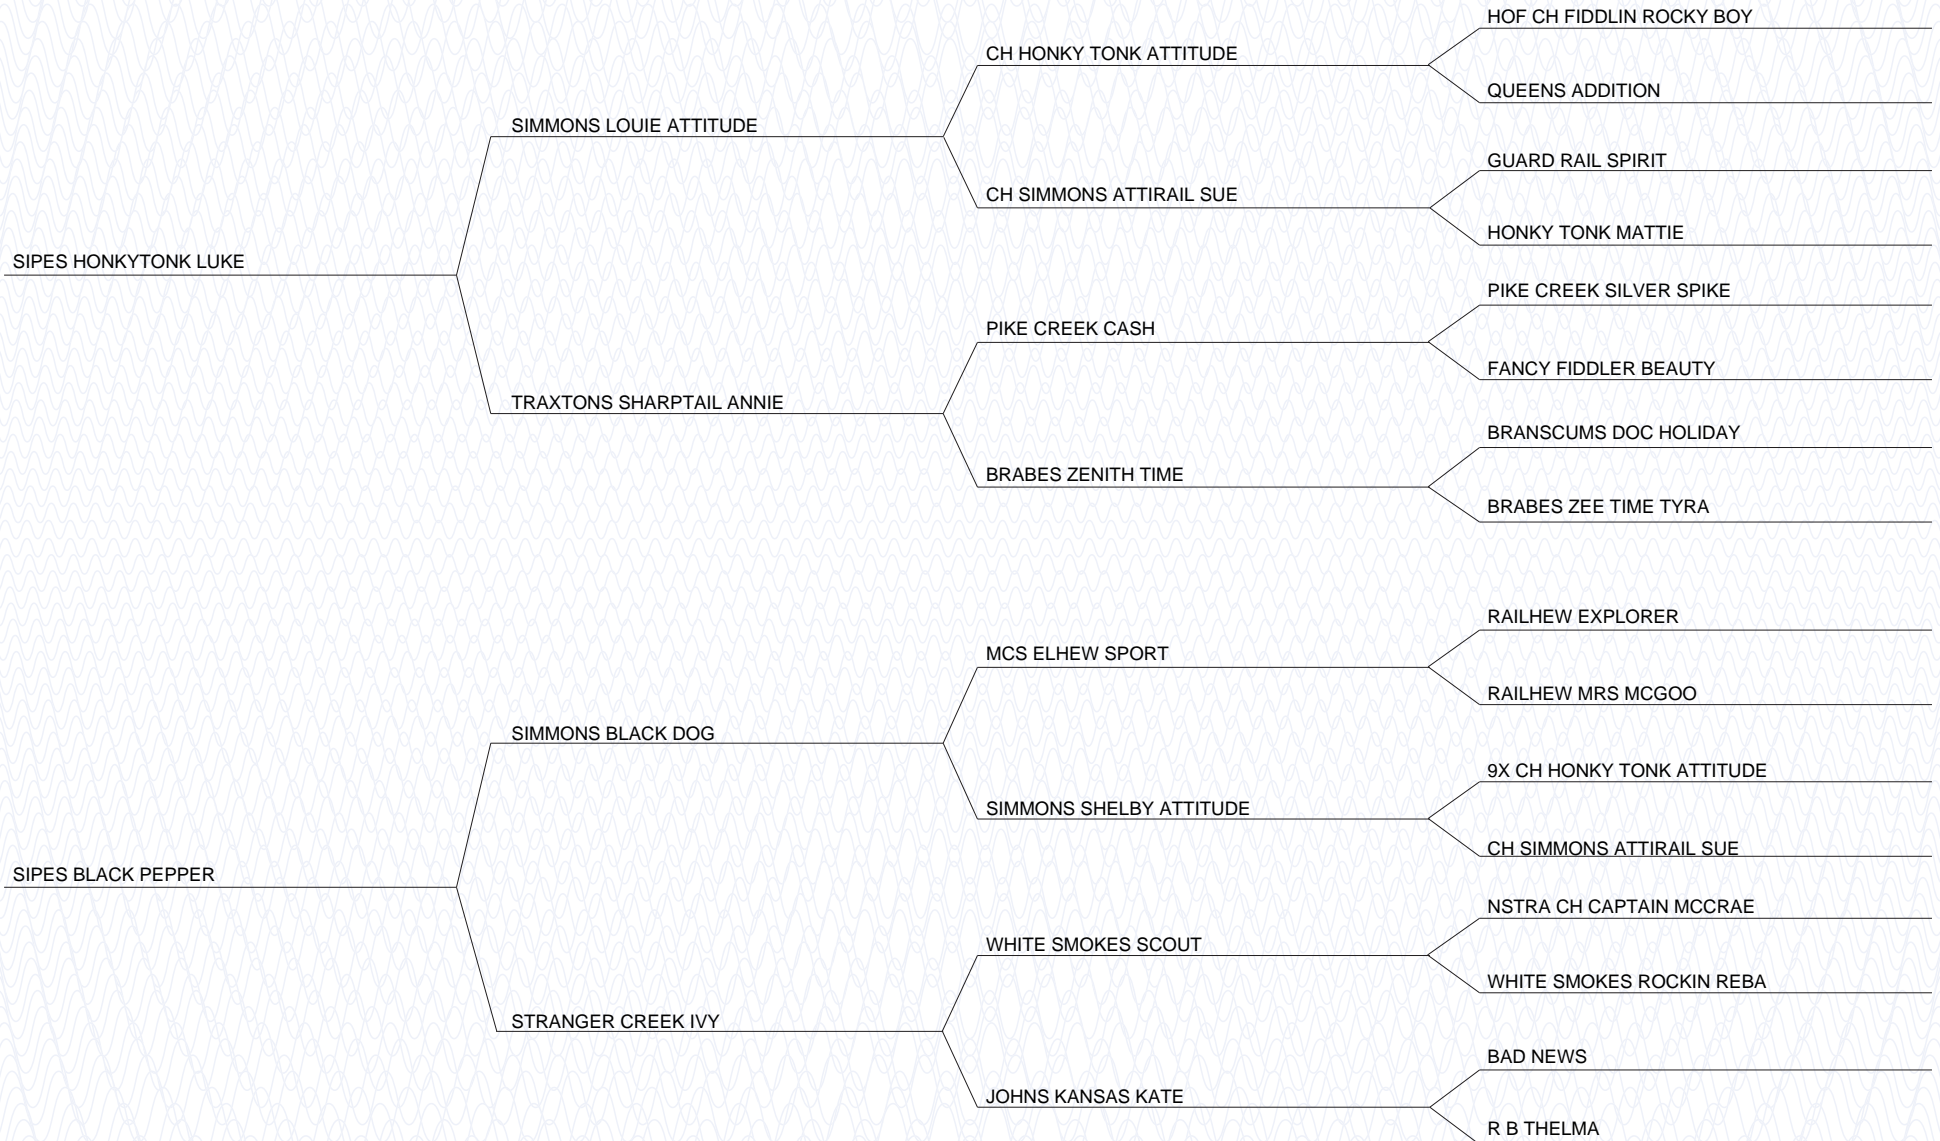 HOF CH FIDDLIN ROCKY BOY
CH HONKY TONK ATTITUDE
QUEENS ADDITION
SIMMONS LOUIE ATTITUDE
GUARD RAIL SPIRIT
CH SIMMONS ATTIRAIL SUE
HONKY TONK MATTIE
SIPES HONKYTONK LUKE
PIKE CREEK SILVER SPIKE
PIKE CREEK CASH
FANCY FIDDLER BEAUTY
TRAXTONS SHARPTAIL ANNIE
BRANSCUMS DOC HOLIDAY
BRABES ZENITH TIME
BRABES ZEE TIME TYRA
RAILHEW EXPLORER
MCS ELHEW SPORT
RAILHEW MRS MCGOO
SIMMONS BLACK DOG
9X CH HONKY TONK ATTITUDE
SIMMONS SHELBY ATTITUDE
CH SIMMONS ATTIRAIL SUE
SIPES BLACK PEPPER
NSTRA CH CAPTAIN MCCRAE
WHITE SMOKES SCOUT
WHITE SMOKES ROCKIN REBA
STRANGER CREEK IVY
BAD NEWS
JOHNS KANSAS KATE
R B THELMA